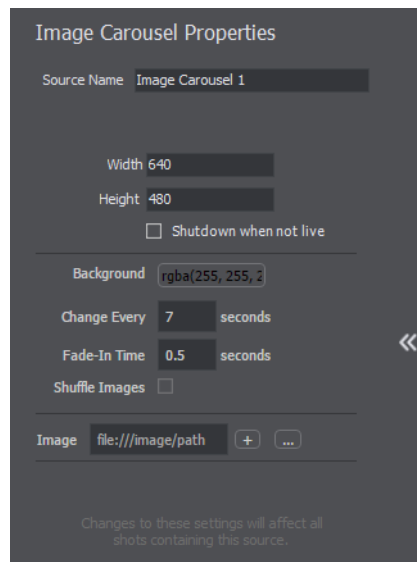 Image Carousel Properties
Source Name Image Carousel 1
Width 640
Height 480
Shutdown when not live
Background rgba(255, 255, 2
Change Every 7 seconds
Fade-In Time 0.5 seconds
Shuffle Images
Image file:///image/path + ...
Changes to these settings will affect all
shots containing this source.